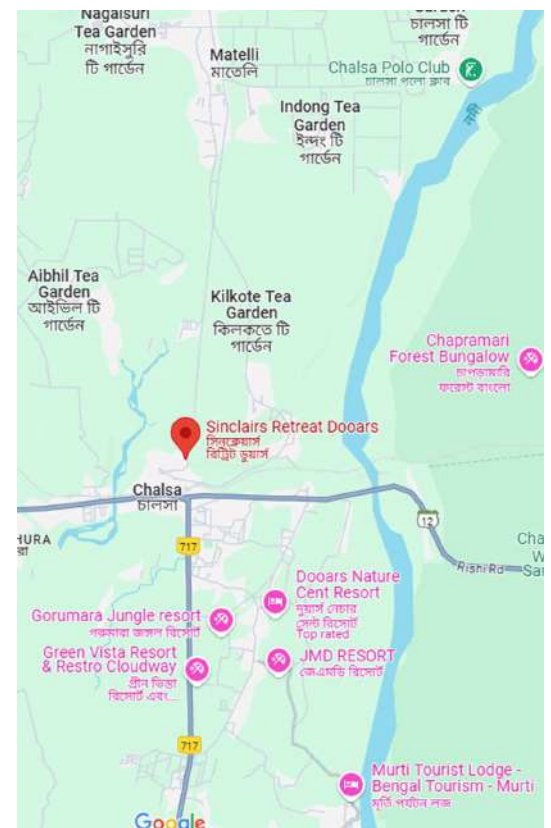 Nagaisuri
Tea Garden
নাগাইসুরি
টি গার্ডেন
চালসা টি
গার্ডেন
Matelli
মাতেলি
Chalsa Polo Club
চালসা পলো ক্লাব
নদী
Indong Tea
Garden
ইন্দং টি
গার্ডেন
Aibhil Tea
Garden
আইভিল টি
গার্ডেন
Kilkote Tea
Garden
কিলকতে টি
গার্ডেন
Chapramari
Forest Bungalow
চাপড়ামারি
ফরেস্ট বাংলো
Sinclairs Retreat Dooars
সিনক্লেয়ার্স
রিট্রিট ডুয়ার্স
Chalsa
চালসা
12
717
Rishi Rd
Dooars Nature
Cent Resort
দুয়ার্স নেচার
সেন্ট রিসোর্ট
Top rated
Gorumara Jungle resort
গরুমারা জঙ্গল রিসোর্ট
Green Vista Resort
& Restro Cloudway
গ্রীন ভিস্তা
রিসোর্ট এবং...
JMD RESORT
জেএমডি রিসোর্ট
717
Murti Tourist Lodge -
Bengal Tourism - Murti
মূর্তি পর্যটন লজ
Google